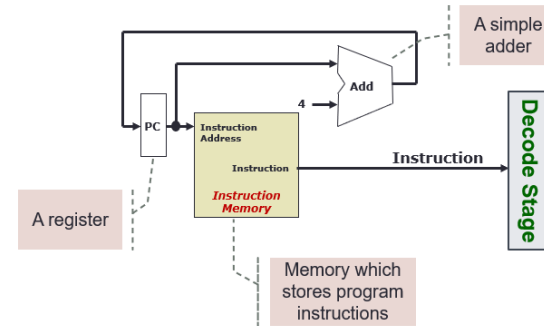 A simple
adder
Add
4
PC
Instruction
Address
Instruction
Instruction
Memory
Instruction
Decode Stage
A register
Memory which
stores program
instructions